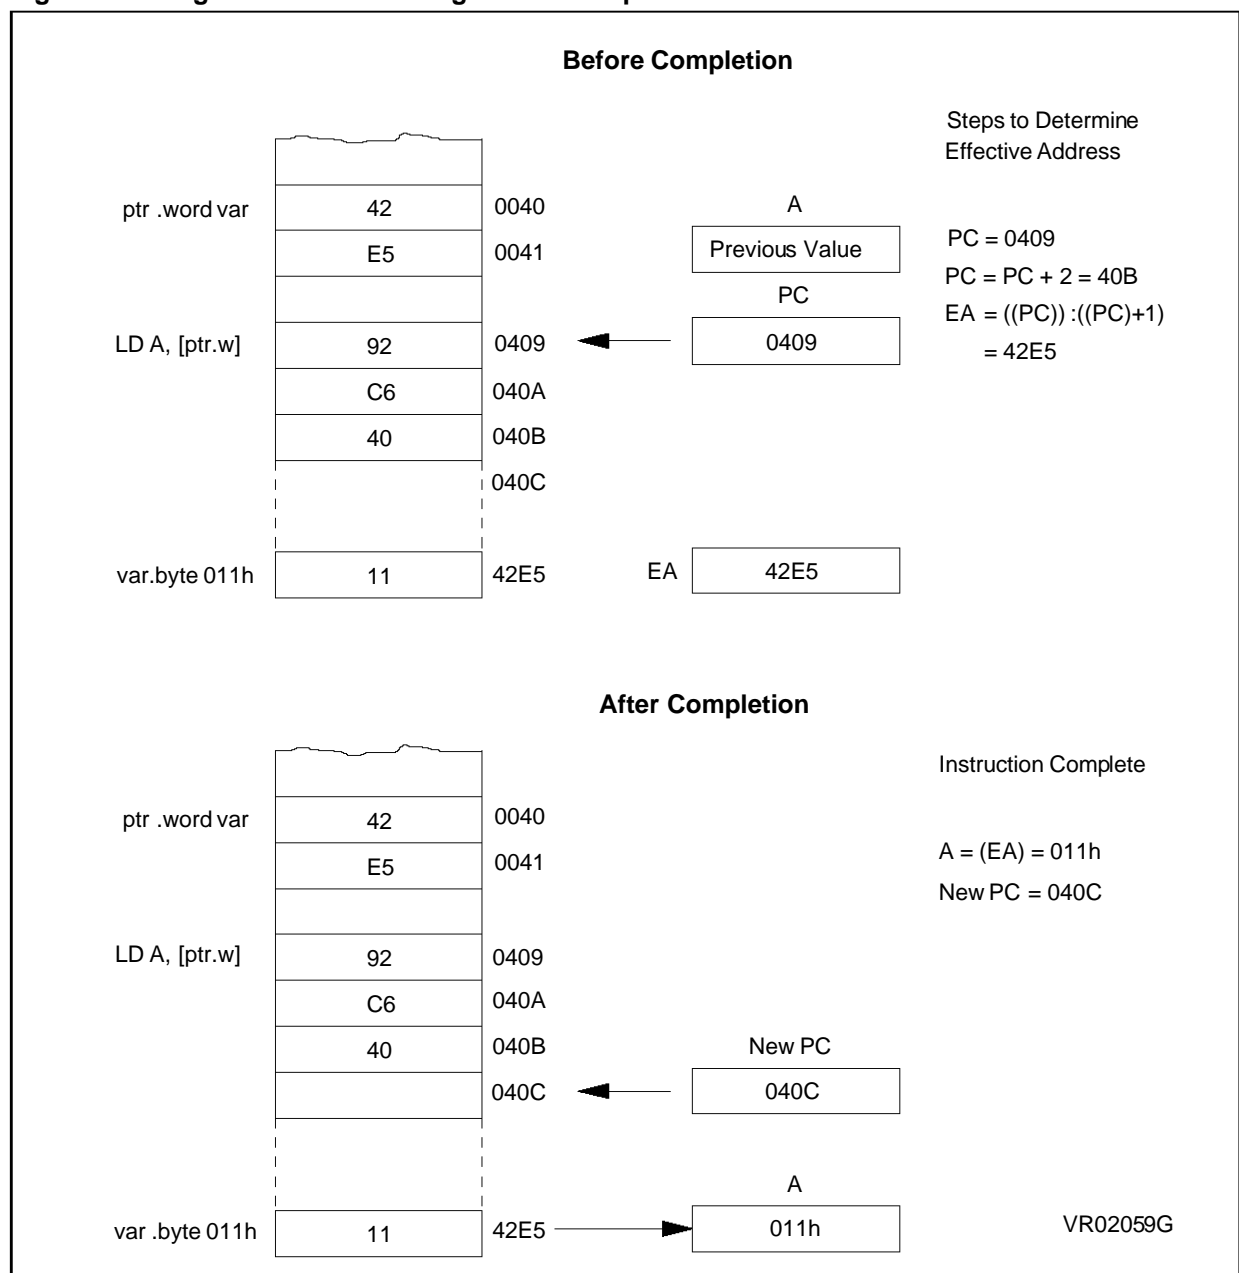 Before Completion
Steps to Determine
Effective Address
ptr .word var 42 0040 A
E5 0041 Previous Value PC = 0409
PC PC = PC + 2 = 40B
LD A, [ptr.w] 92 0409 0409 EA = ((PC)) :((PC)+1)
= 42E5
C6 040A
40 040B
040C
var.byte 011h 11 42E5 EA 42E5
After Completion
Instruction Complete
ptr .word var 42 0040
E5 0041 A = (EA) = 011h
New PC = 040C
LD A, [ptr.w] 92 0409
C6 040A
40 040B New PC
040C 040C
A
var .byte 011h 11 42E5 011h VR02059G